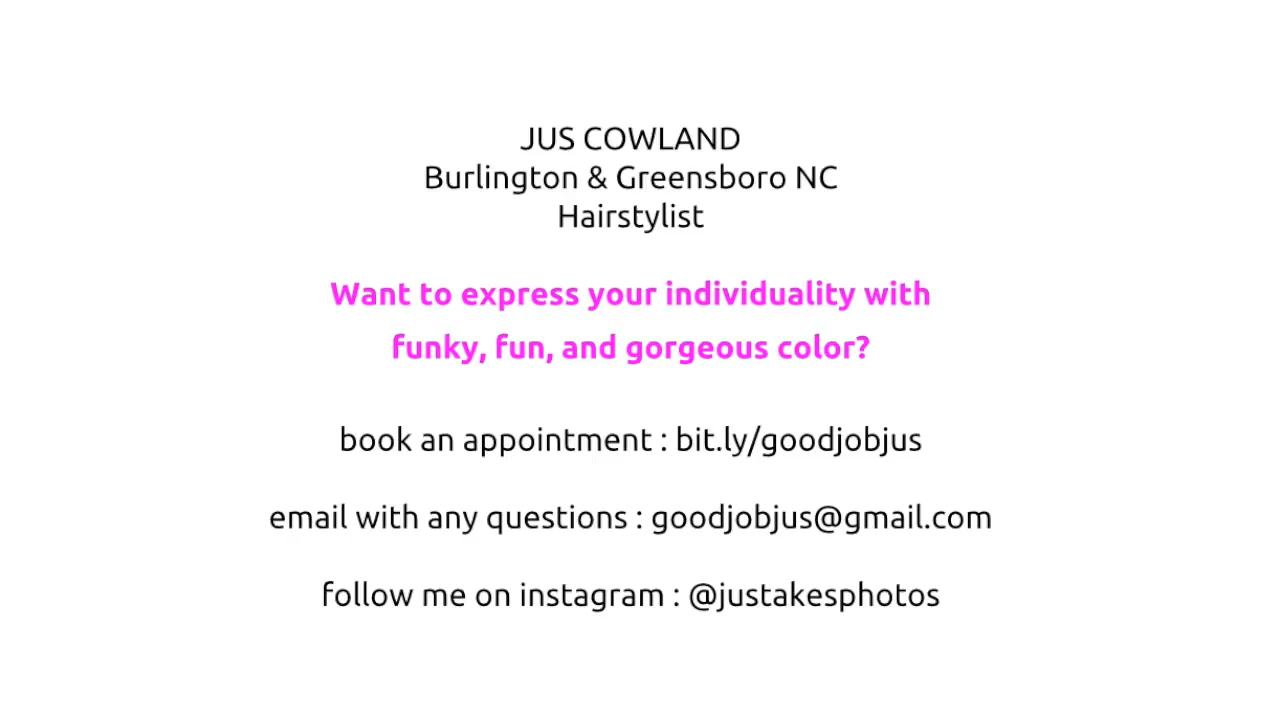 JUS COWLAND
Burlington & Greensboro NC
Hairstylist
Want to express your individuality with
funky, fun, and gorgeous color?
book an appointment : bit.ly/goodjobjus
email with any questions : goodjobjus@gmail.com
follow me on instagram : @justakesphotos